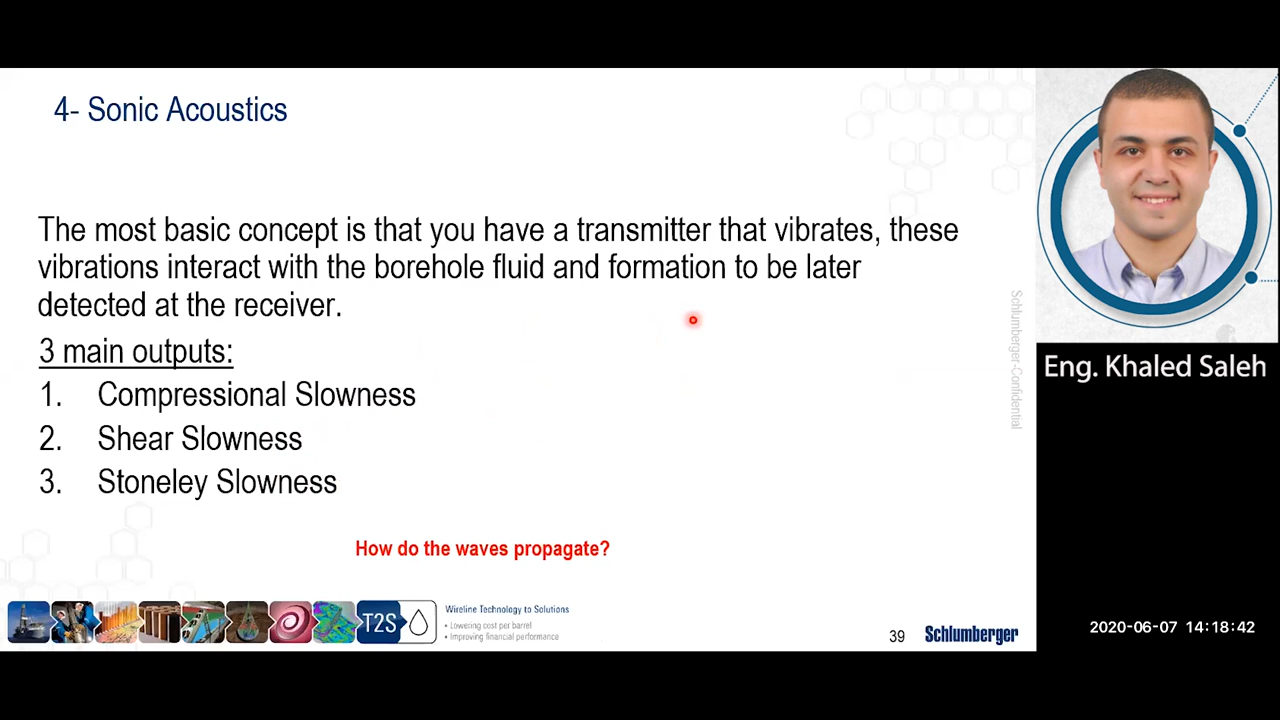 4- Sonic Acoustics
The most basic concept is that you have a transmitter that vibrates, these
vibrations interact with the borehole fluid and formation to be later
detected at the receiver.
3 main outputs:
1. Compressional Slowness
2. Shear Slowness
3. Stoneley Slowness
How do the waves propagate?
T2S
Wireline Technology to Solutions
• Lowering cost per barrel
• Improving financial performance
39
Schlumberger
Schlumberger-Confidential
Eng. Khaled Saleh
2020-06-07 14:18:42